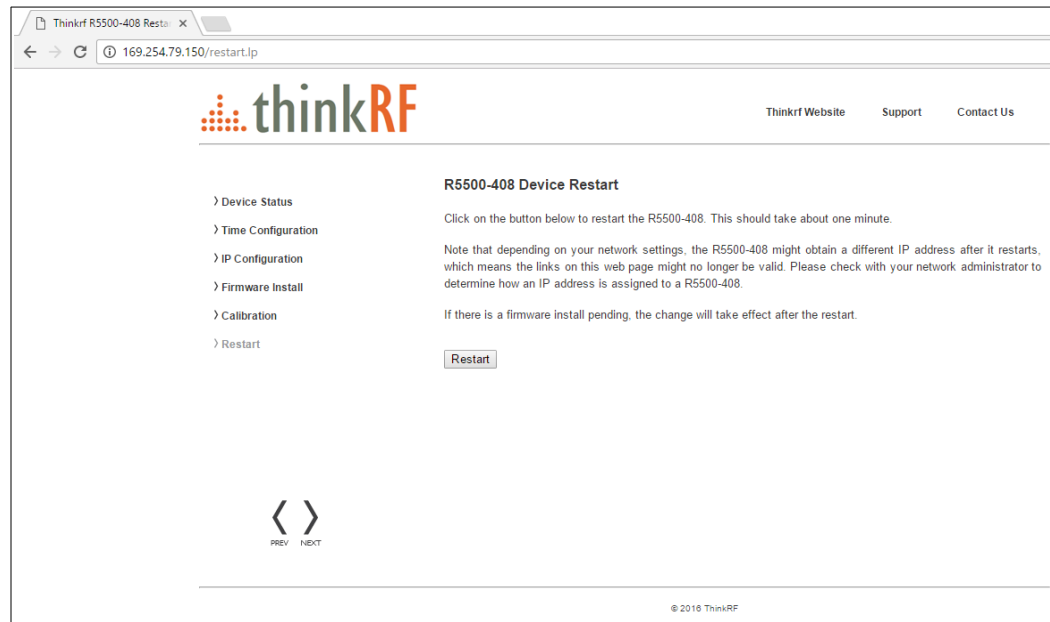 Thinkrf R5500-408 Resta
169.254.79.150/restart.lp
thinkRF
Thinkrf Website Support Contact Us
Device Status
Time Configuration
IP Configuration
Firmware Install
Calibration
Restart
R5500-408 Device Restart
Click on the button below to restart the R5500-408. This should take about one minute.
Note that depending on your network settings, the R5500-408 might obtain a different IP address after it restarts,
which means the links on this web page might no longer be valid. Please check with your network administrator to
determine how an IP address is assigned to a R5500-408.
If there is a firmware install pending, the change will take effect after the restart.
Restart
PREV NEXT
© 2016 ThinkRF